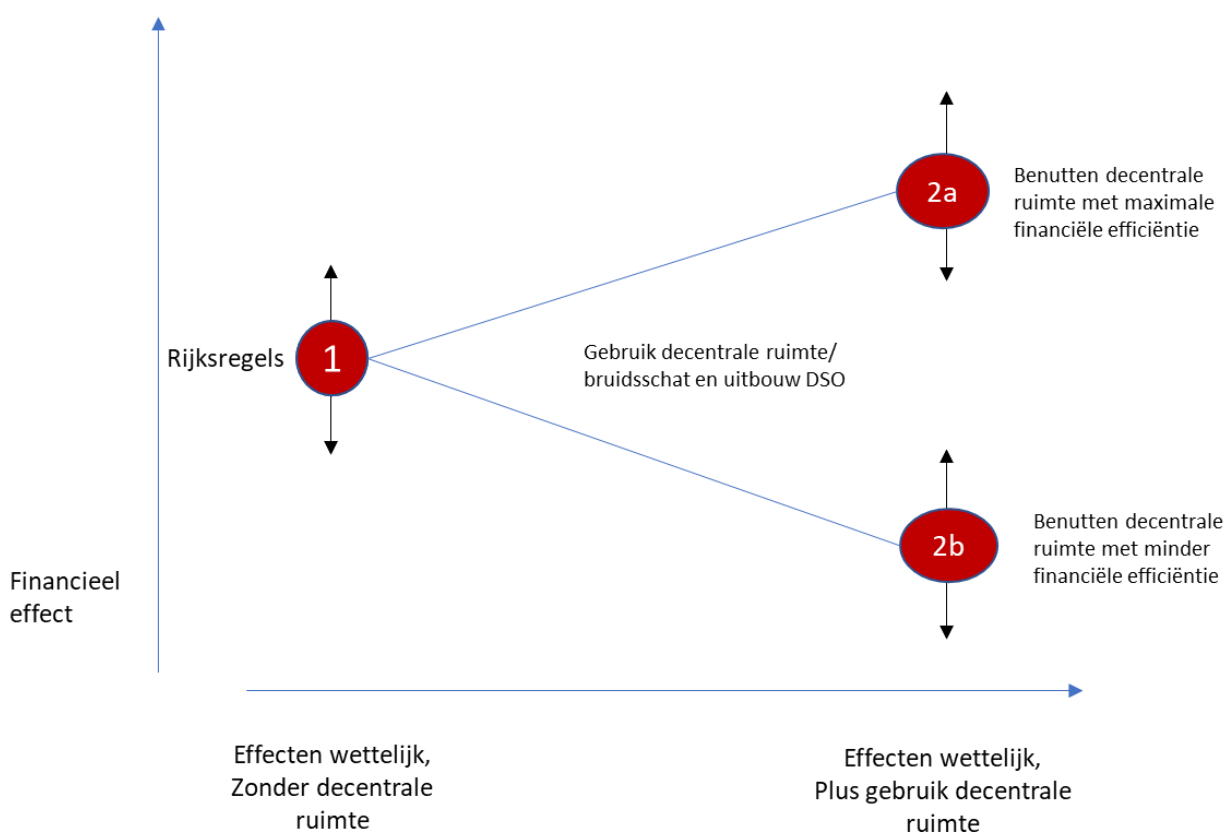 2a
Benutten decentrale
ruimte met maximale
financiële efficiëntie
Rijksregels
1
Gebruik decentrale ruimte/
bruidsschat en uitbouw DSO
2b
Benutten decentrale
ruimte met minder
financiële efficiëntie
Financieel
effect
Effecten wettelijk,
Zonder decentrale
ruimte
Effecten wettelijk,
Plus gebruik decentrale
ruimte